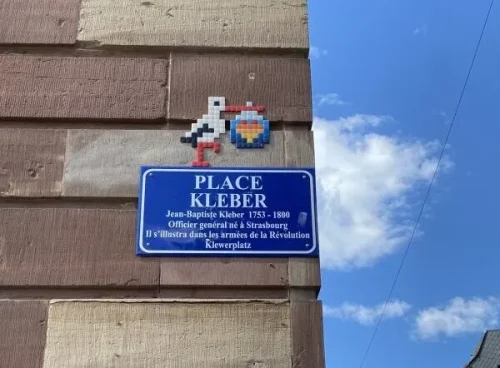 PLACE
KLEBER
Jean-Baptiste Kleber 1753 - 1800
Officier genéral né à Strasbourg
Il s'illustra dans les armées de la Révolution
Klewerplatz